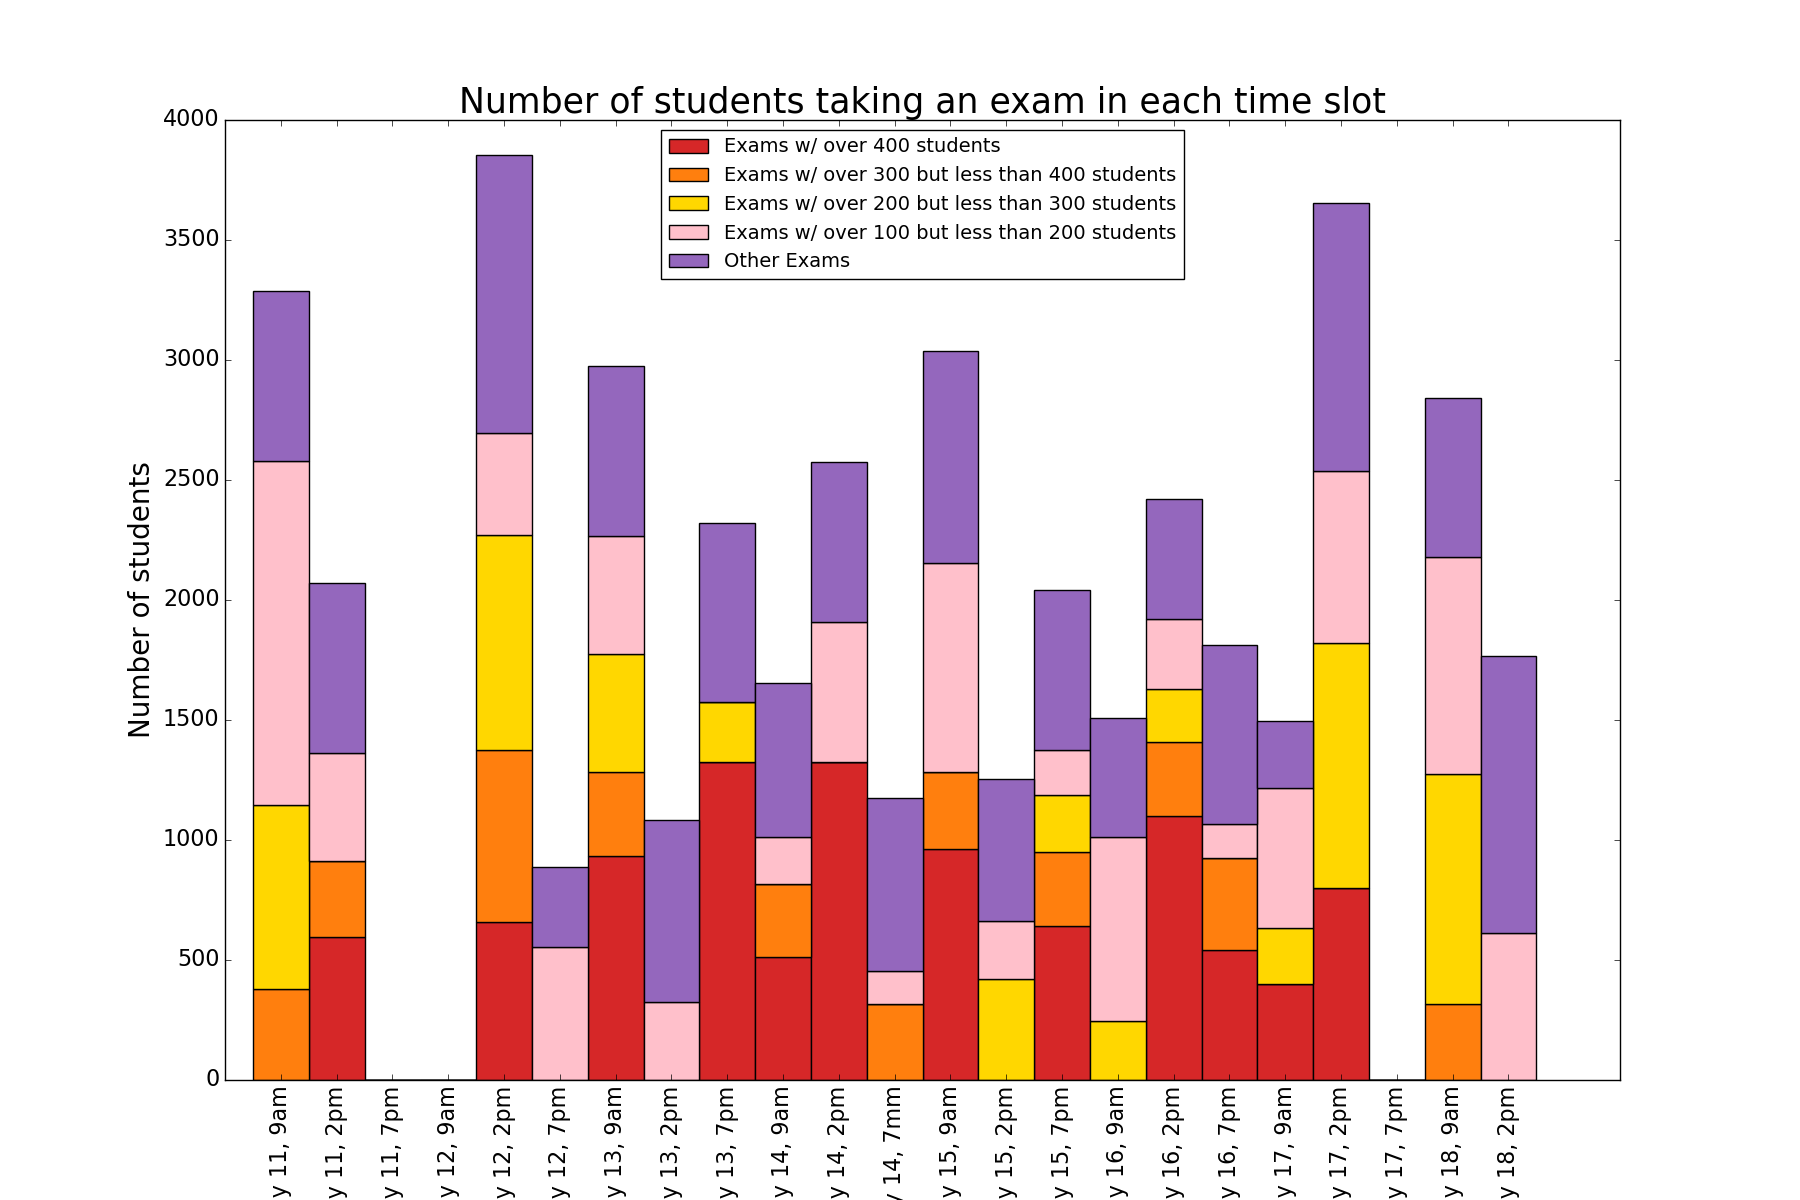 Number of students taking an exam in each time slot
Exams w/ over 400 students
Exams w/ over 300 but less than 400 students
Exams w/ over 200 but less than 300 students
Exams w/ over 100 but less than 200 students
Other Exams
Number of students
4000
3500
3000
2500
2000
1500
1000
500
0
y 11, 9am
y 11, 2pm
y 11, 7pm
y 12, 9am
y 12, 2pm
y 12, 7pm
y 13, 9am
y 13, 2pm
y 13, 7pm
y 14, 9am
y 14, 2pm
y 14, 7mm
y 15, 9am
y 15, 2pm
y 15, 7pm
y 16, 9am
y 16, 2pm
y 16, 7pm
y 17, 9am
y 17, 2pm
y 17, 7pm
y 18, 9am
y 18, 2pm